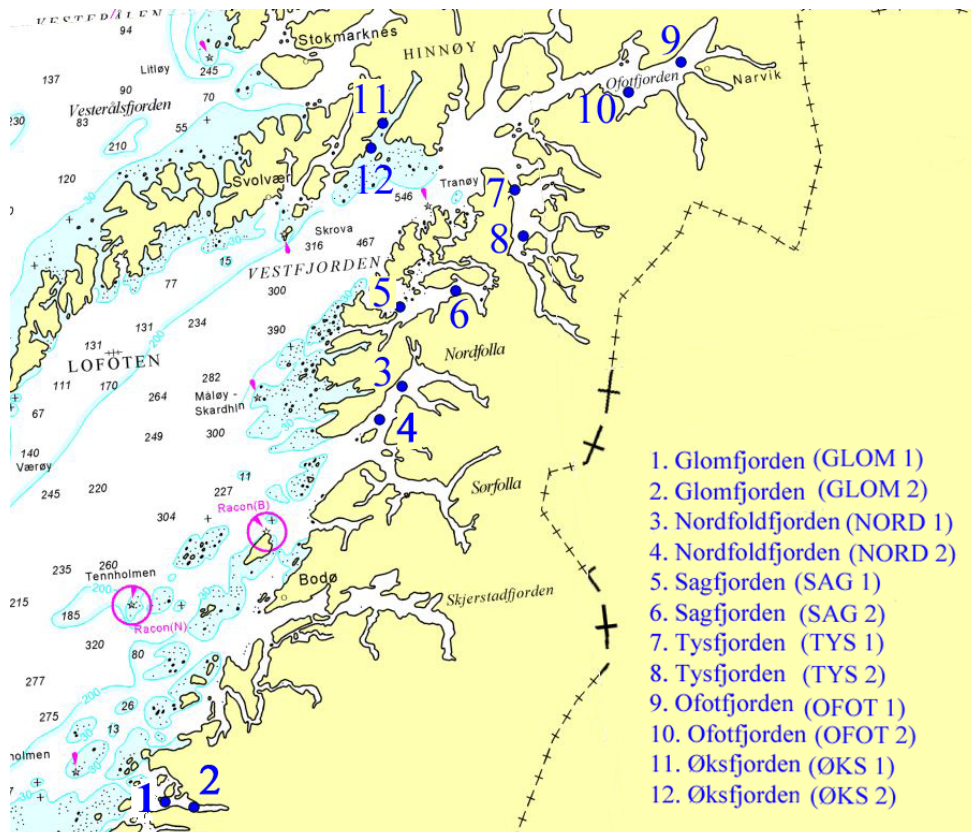 VESTERÅLEN
94
Stokmarknes
HINNØY
9
Litløy
245
137
Ofotfjorden
Narvik
90
70
Vesterålsfjorden
10
11
230
83
55
210
12
120
Svolvær
Tranøy
7
546
Skrova
316
467
8
15
VESTFJORDEN
77
300
5
6
234
131
390
131
Nordfolla
LOFOTEN
282
3
111
170
264
Måløy -
Skardhlm
67
249
300
4
140
Værøy
11
1. Glomfjorden (GLOM 1)
245
220
227
Sørfolla
2. Glomfjorden (GLOM 2)
Racon(B)
304
3. Nordfoldfjorden (NORD 1)
4. Nordfoldfjorden (NORD 2)
235
260
Tennholmen
Bodø
5. Sagfjorden (SAG 1)
200
215
185
Skjerstadfjorden
6. Sagfjorden (SAG 2)
Racon(N)
320
80
7. Tysfjorden (TYS 1)
277
8. Tysfjorden (TYS 2)
200
26
9. Ofotfjorden (OFOT 1)
275
13
10. Ofotfjorden (OFOT 2)
holmen
11. Øksfjorden (ØKS 1)
1
2
12. Øksfjorden (ØKS 2)